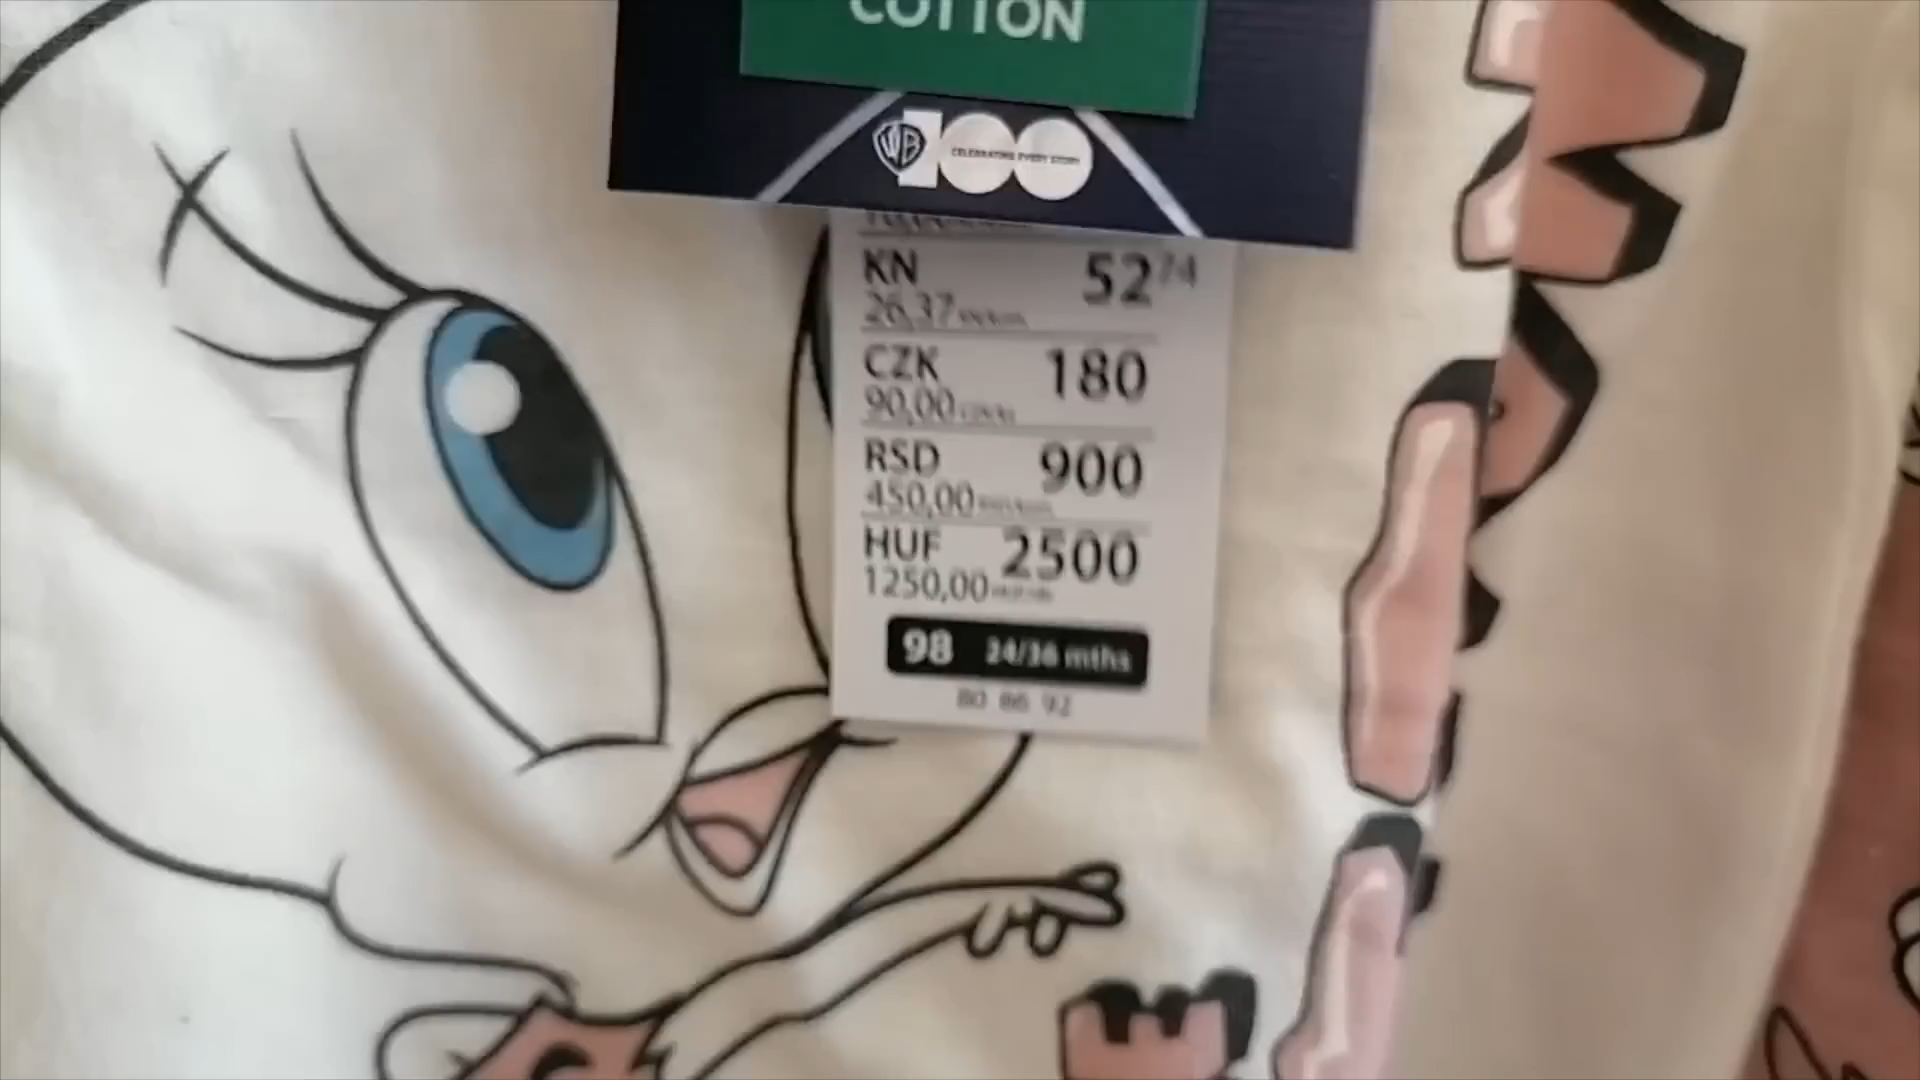 COTTON
WB 100
CELEBRATING EVERY STORY
KN 52 74
26,37
CZK 180
90,00
RSD 900
450,00
HUF 2500
1250,00
98 24/36 mths
80 86 92